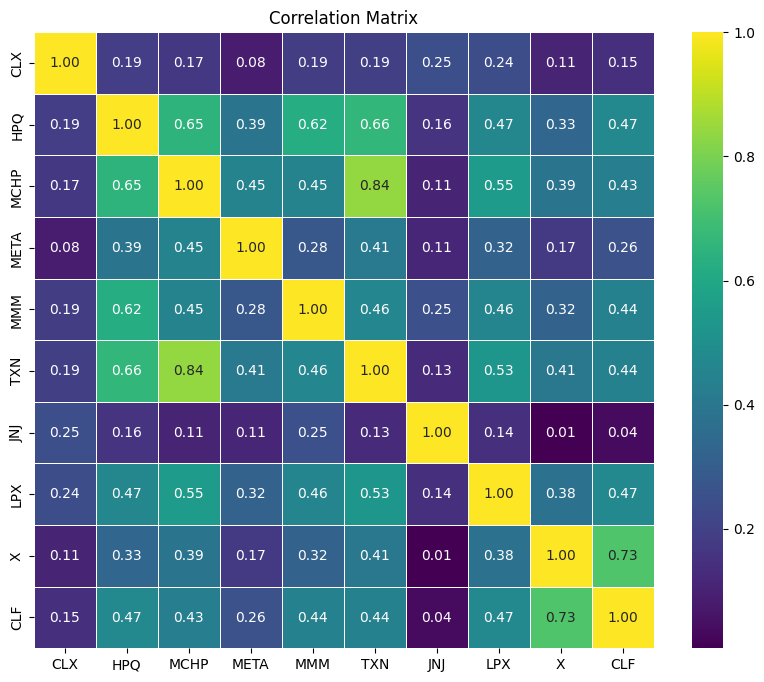 Correlation Matrix
CLX 1.00 0.19 0.17 0.08 0.19 0.19 0.25 0.24 0.11 0.15
HPQ 0.19 1.00 0.65 0.39 0.62 0.66 0.16 0.47 0.33 0.47
MCHP 0.17 0.65 1.00 0.45 0.45 0.84 0.11 0.55 0.39 0.43
META 0.08 0.39 0.45 1.00 0.28 0.41 0.11 0.32 0.17 0.26
MMM 0.19 0.62 0.45 0.28 1.00 0.46 0.25 0.46 0.32 0.44
TXN 0.19 0.66 0.84 0.41 0.46 1.00 0.13 0.53 0.41 0.44
JNJ 0.25 0.16 0.11 0.11 0.25 0.13 1.00 0.14 0.01 0.04
LPX 0.24 0.47 0.55 0.32 0.46 0.53 0.14 1.00 0.38 0.47
X 0.11 0.33 0.39 0.17 0.32 0.41 0.01 0.38 1.00 0.73
CLF 0.15 0.47 0.43 0.26 0.44 0.44 0.04 0.47 0.73 1.00
CLX HPQ MCHP META MMM TXN JNJ LPX X CLF
1.0
0.8
0.6
0.4
0.2